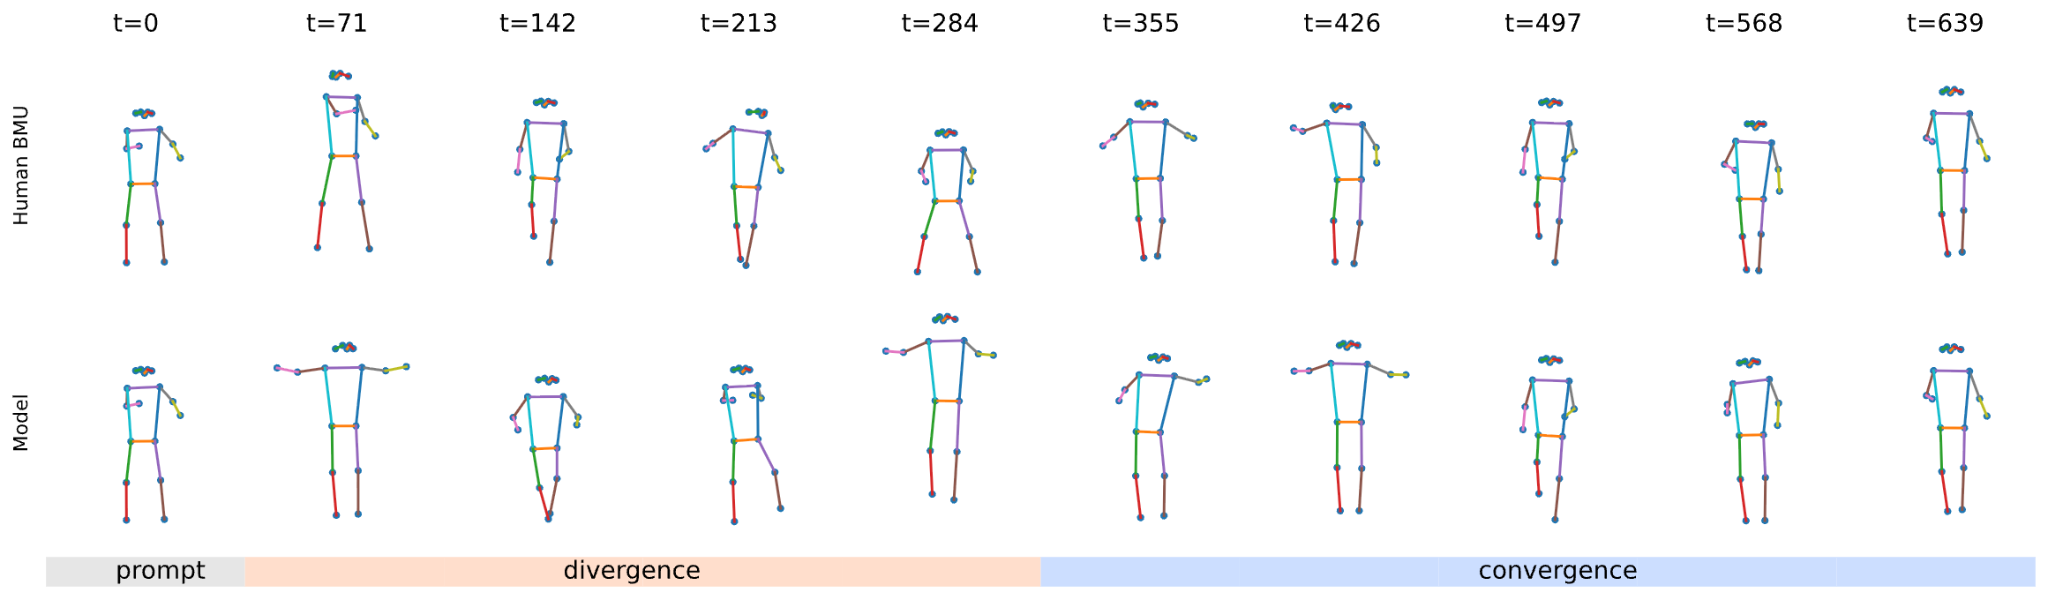 t=0 t=71 t=142 t=213 t=284 t=355 t=426 t=497 t=568 t=639
Human BMU
Model
prompt divergence convergence